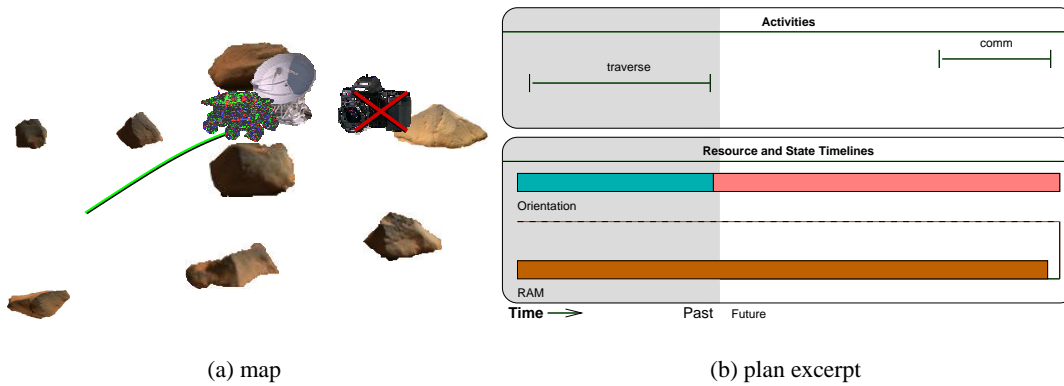 Activities
comm
traverse
Resource and State Timelines
Orientation
RAM
Time Past Future
(a) map (b) plan excerpt